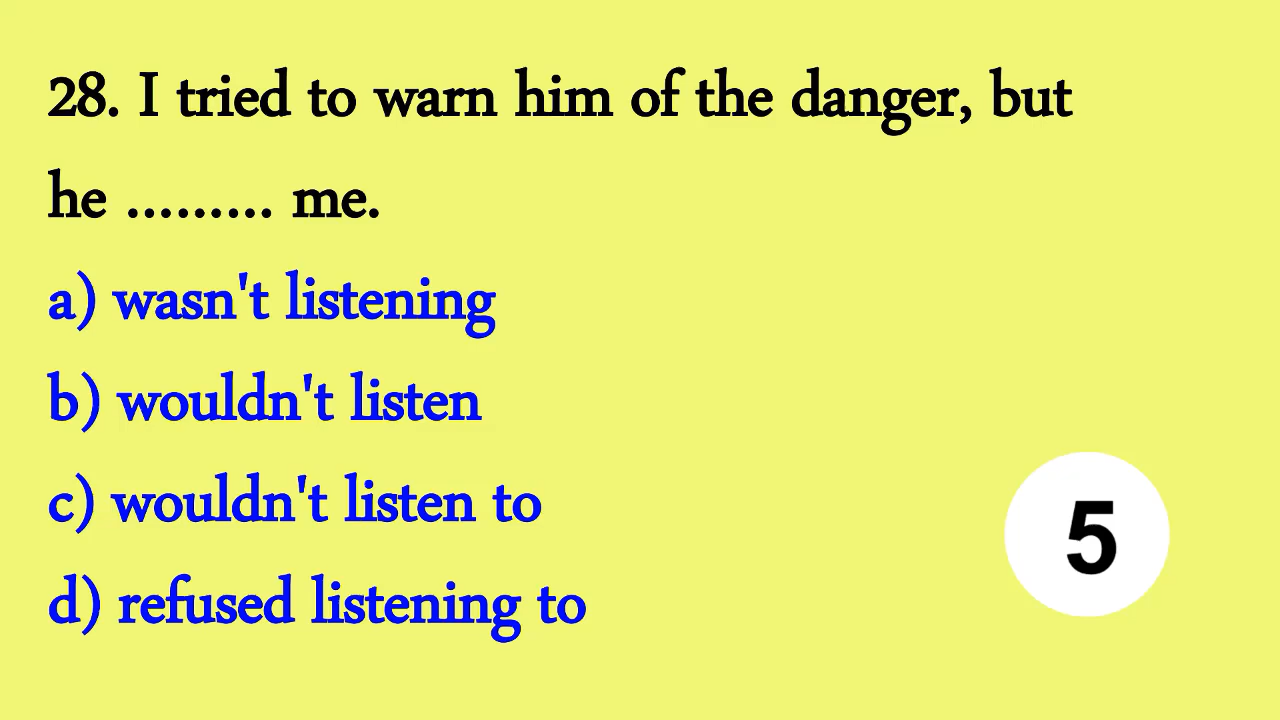 28. I tried to warn him of the danger, but
he ......... me.
a) wasn't listening
b) wouldn't listen
c) wouldn't listen to
d) refused listening to
5